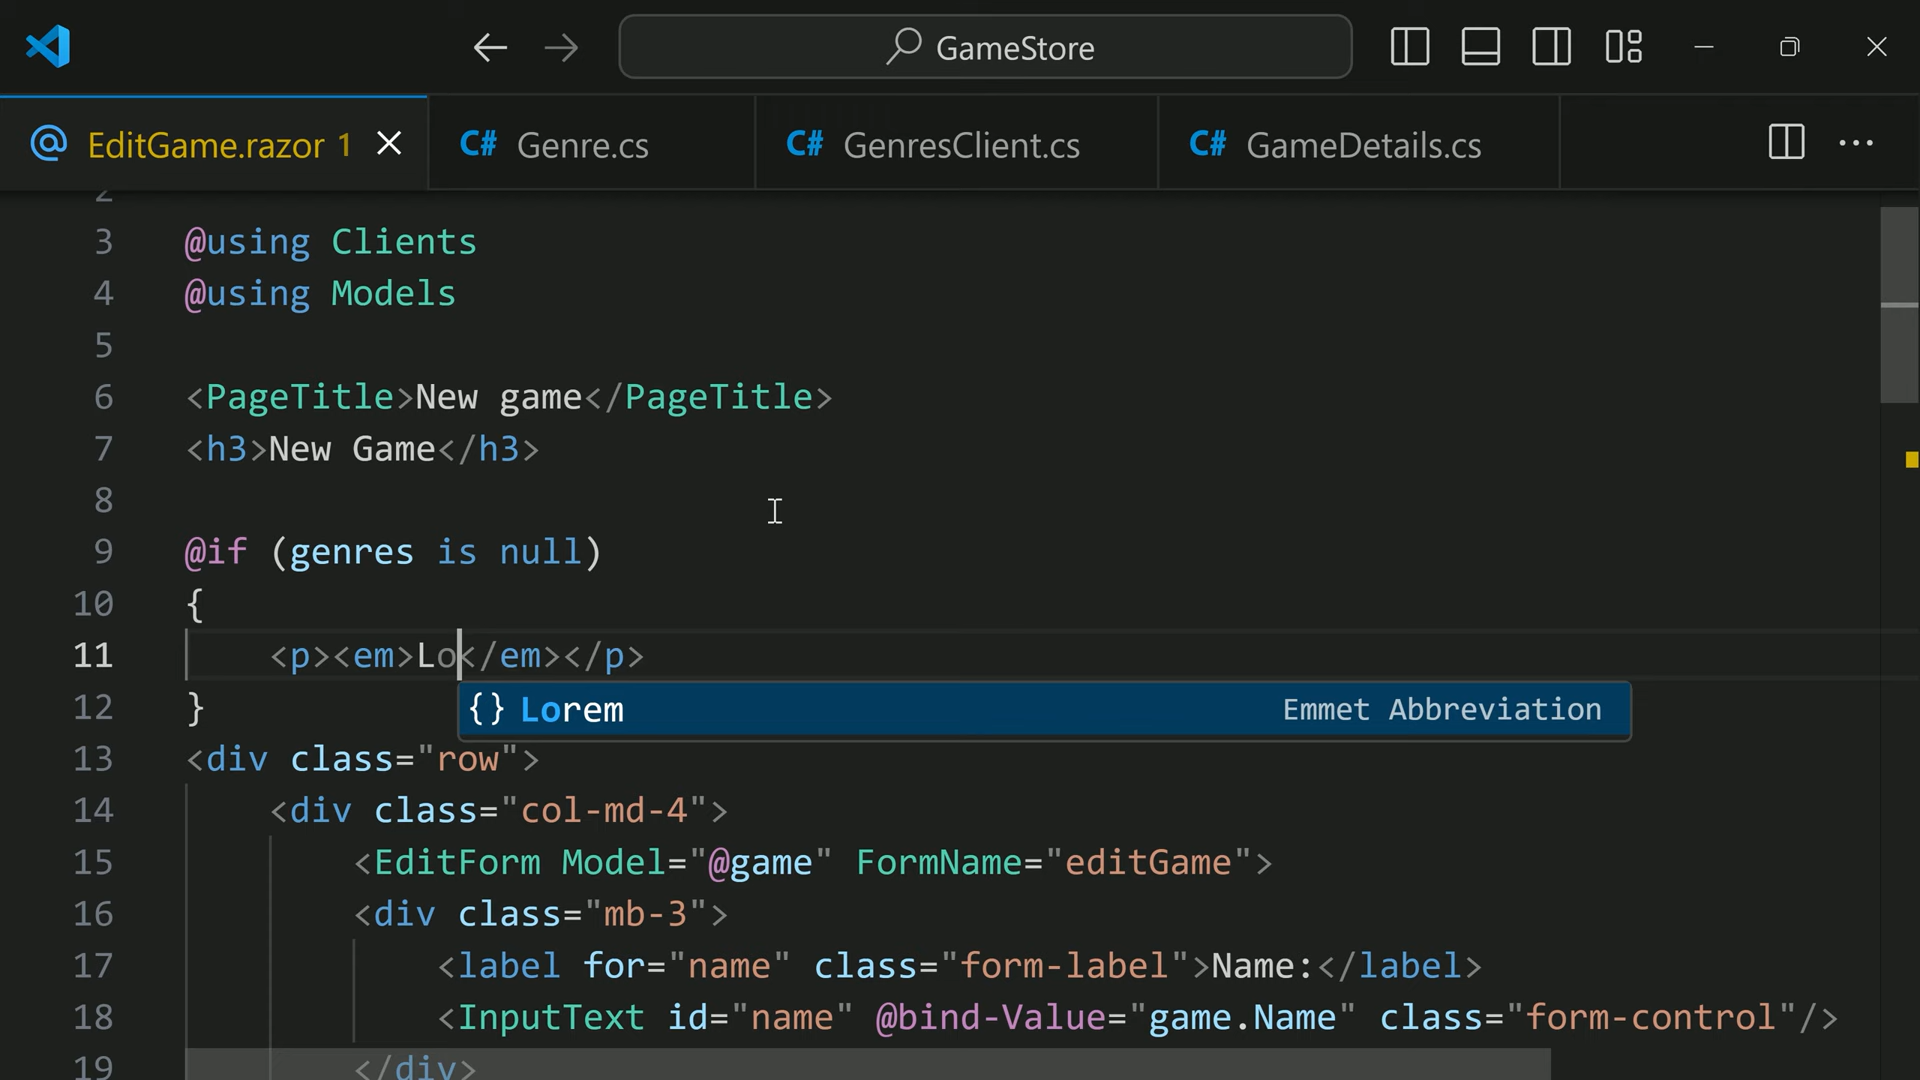 GameStore
EditGame.razor 1
C# Genre.cs
C# GenresClient.cs
C# GameDetails.cs
2
3 @using Clients
4 @using Models
5
6 <PageTitle>New game</PageTitle>
7 <h3>New Game</h3>
8
9 @if (genres is null)
10 {
11 <p><em>Lo</em></p>
{} Lorem Emmet Abbreviation
12 }
13 <div class="row">
14 <div class="col-md-4">
15 <EditForm Model="@game" FormName="editGame">
16 <div class="mb-3">
17 <label for="name" class="form-label">Name:</label>
18 <InputText id="name" @bind-Value="game.Name" class="form-control"/>
19 </div>